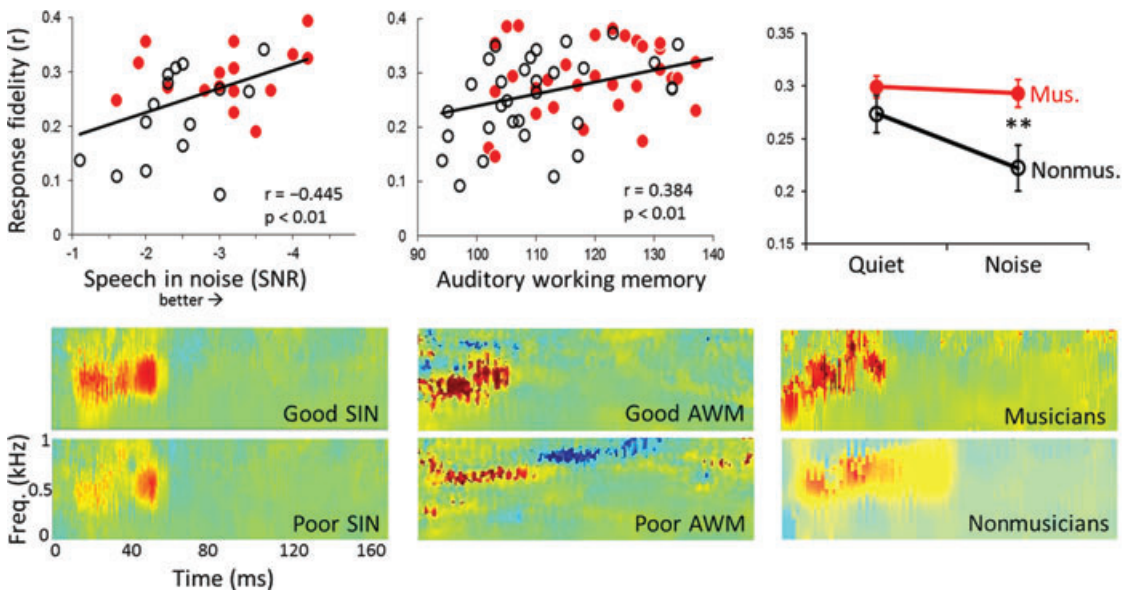 Response fidelity (r)
0.4
0.3
0.2
0.1
0
-1
-2
-3
-4
r = –0.445
p < 0.01
Speech in noise (SNR)
better →
0.4
0.3
0.2
0.1
0
90
100
110
120
130
140
r = 0.384
p < 0.01
Auditory working memory
0.35
0.3
0.25
0.2
0.15
Mus.
**
Nonmus.
Quiet
Noise
Good SIN
Good AWM
Musicians
Freq. (kHz)
1
0.5
0
Poor SIN
Poor AWM
Nonmusicians
0
40
80
120
160
Time (ms)